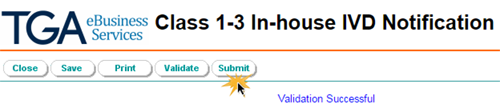 TGA eBusiness Services
Class 1-3 In-house IVD Notification
Close Save Print Validate Submit
Validation Successful